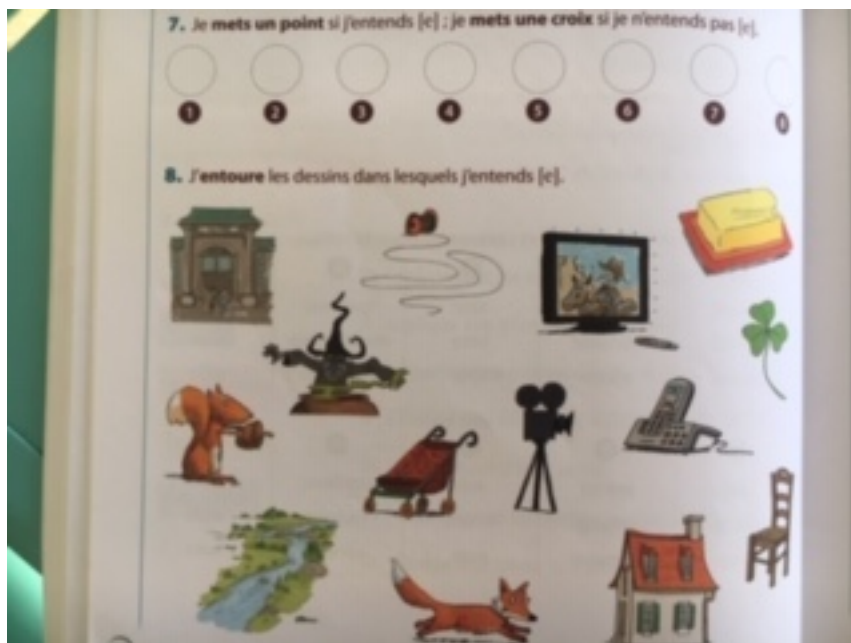 7. Je mets un point si j'entends [e] ; je mets une croix si je n'entends pas [e].
1 2 3 4 5 6 7
8. J'entoure les dessins dans lesquels j'entends [e].